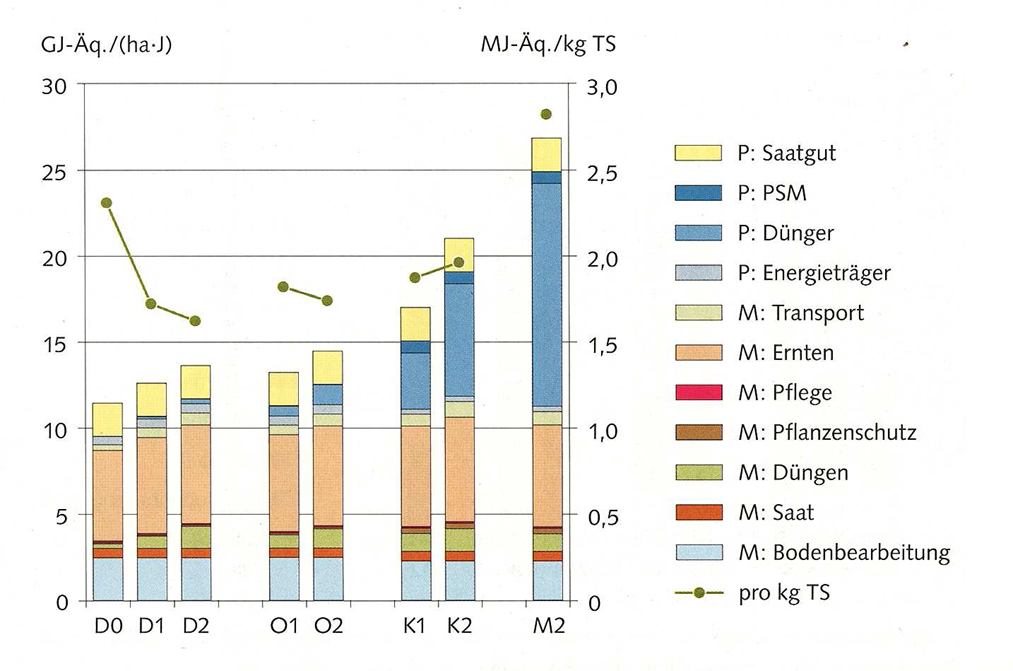 GJ-Äq./(ha·J)
MJ-Äq./kg TS
30
25
20
15
10
5
0
3,0
2,5
2,0
1,5
1,0
0,5
0
D0 D1 D2 O1 O2 K1 K2 M2
P: Saatgut
P: PSM
P: Dünger
P: Energieträger
M: Transport
M: Ernten
M: Pflege
M: Pflanzenschutz
M: Düngen
M: Saat
M: Bodenbearbeitung
pro kg TS